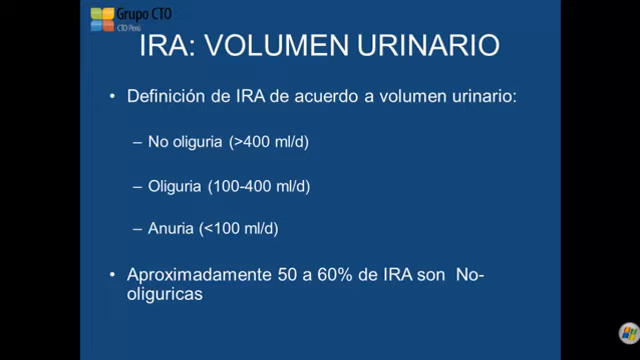 Grupo CTO
CTO Perú
IRA: VOLUMEN URINARIO
• Definición de IRA de acuerdo a volumen urinario:
– No oliguria (>400 ml/d)
– Oliguria (100-400 ml/d)
– Anuria (<100 ml/d)
• Aproximadamente 50 a 60% de IRA son No-
oliguricas